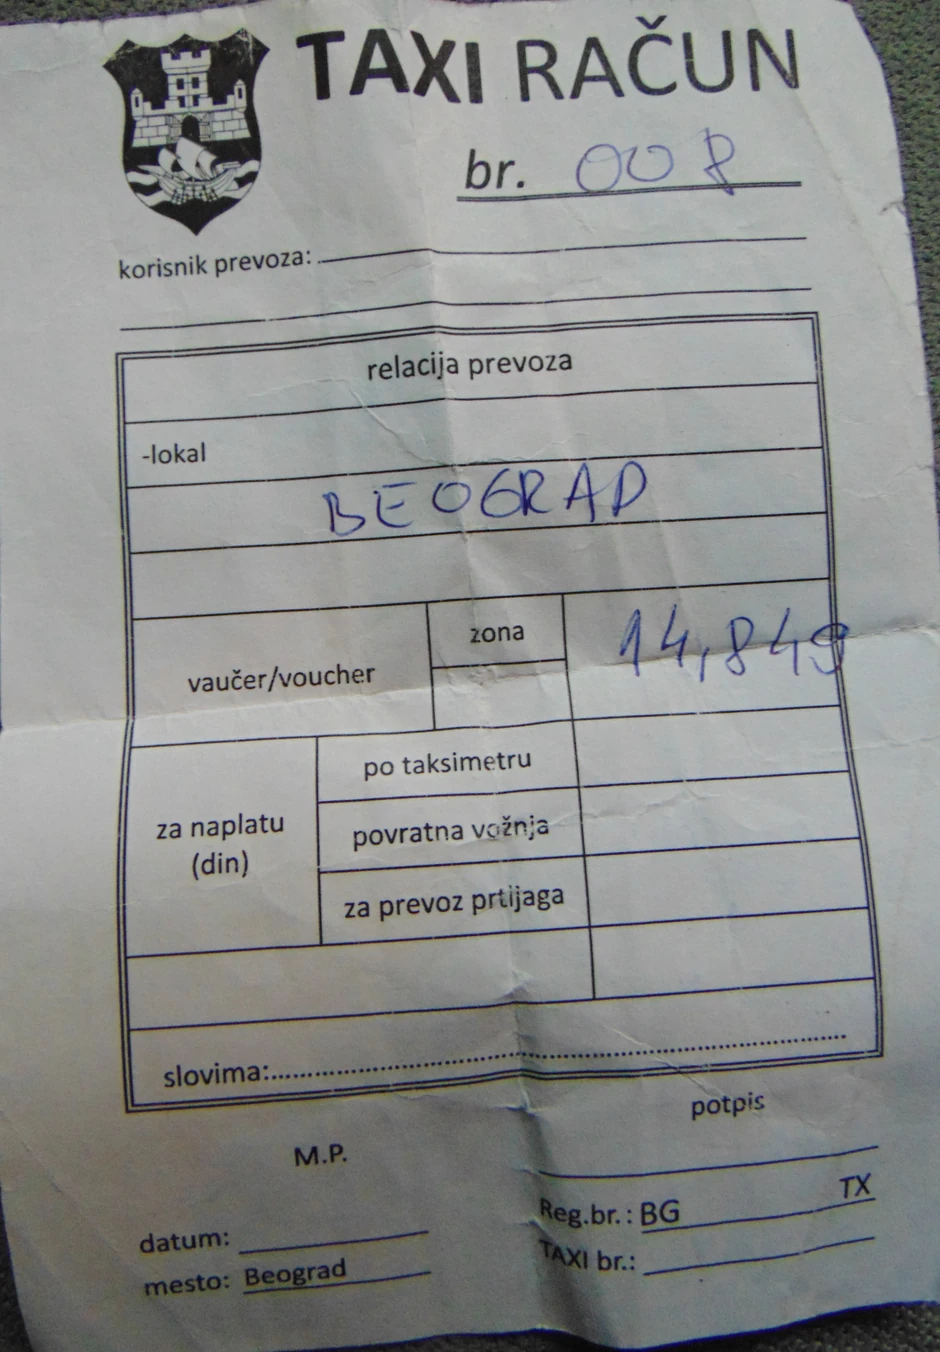 TAXI RAČUN
br. 008
korisnik prevoza:
relacija prevoza
-lokal
BEOGRAD
vaučer/voucher
zona
14,849
za naplatu
(din)
po taksimetru
povratna vožnja
za prevoz prtijaga
slovima:
potpis
M.P.
Reg.br.: BG TX
TAXI br.:
datum:
mesto: Beograd